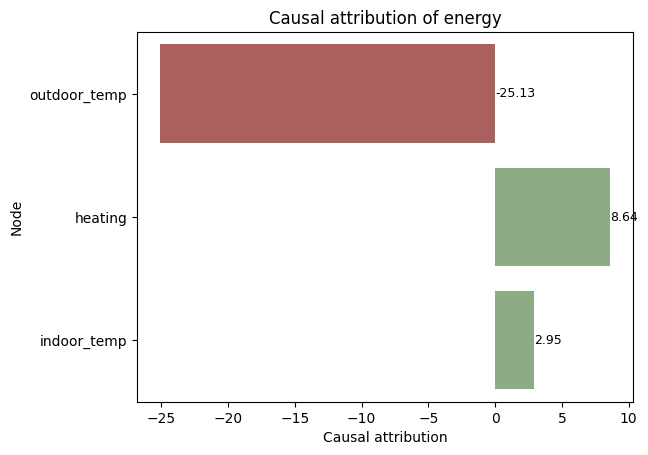 Causal attribution of energy
outdoor_temp
-25.13
heating
8.64
indoor_temp
2.95
Node
−25
−20
−15
−10
−5
0
5
10
Causal attribution